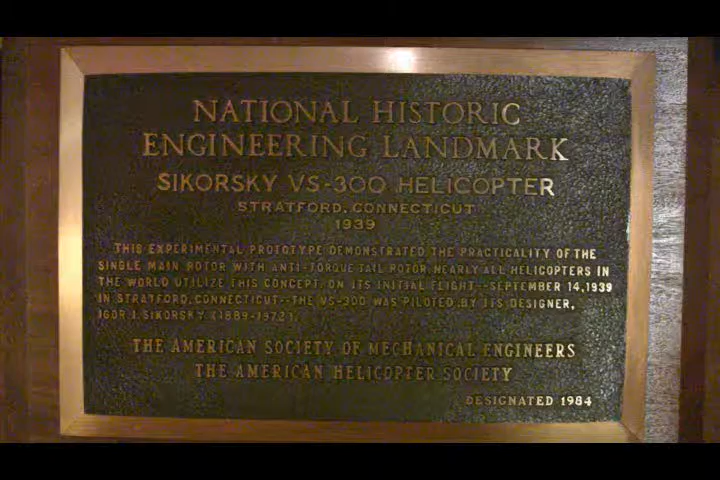 NATIONAL HISTORIC
ENGINEERING LANDMARK
SIKORSKY VS-300 HELICOPTER
STRATFORD, CONNECTICUT
1939
THIS EXPERIMENTAL PROTOTYPE DEMONSTRATED THE PRACTICALITY OF THE
SINGLE MAIN ROTOR WITH ANTI-TORQUE TAIL ROTOR. NEARLY ALL HELICOPTERS IN
THE WORLD UTILIZE THIS CONCEPT. ON ITS INITIAL FLIGHT--SEPTEMBER 14, 1939
IN STRATFORD, CONNECTICUT--THE VS-300 WAS PILOTED BY ITS DESIGNER,
IGOR I. SIKORSKY (1889-1972).
THE AMERICAN SOCIETY OF MECHANICAL ENGINEERS
THE AMERICAN HELICOPTER SOCIETY
DESIGNATED 1984